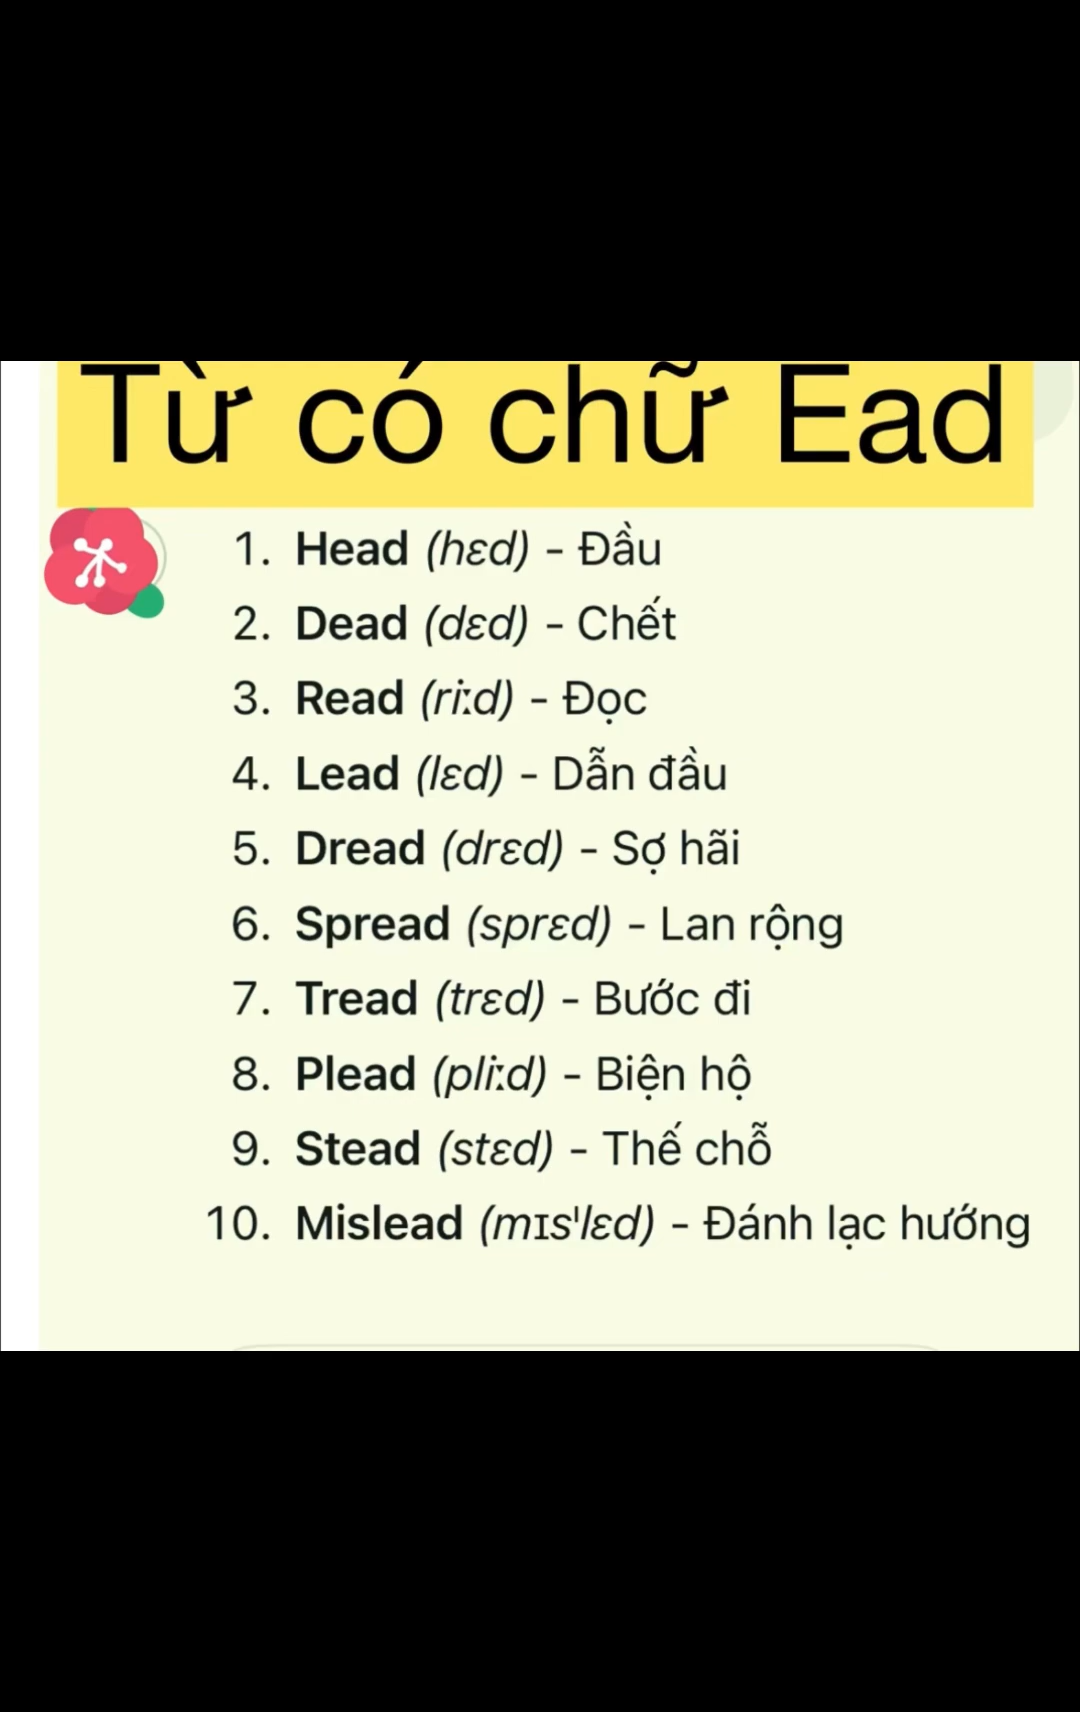 Từ có chữ Ead
1. Head (hɛd) - Đầu
2. Dead (dɛd) - Chết
3. Read (riːd) - Đọc
4. Lead (lɛd) - Dẫn đầu
5. Dread (drɛd) - Sợ hãi
6. Spread (sprɛd) - Lan rộng
7. Tread (trɛd) - Bước đi
8. Plead (pliːd) - Biện hộ
9. Stead (stɛd) - Thế chỗ
10. Mislead (mɪsˈlɛd) - Đánh lạc hướng